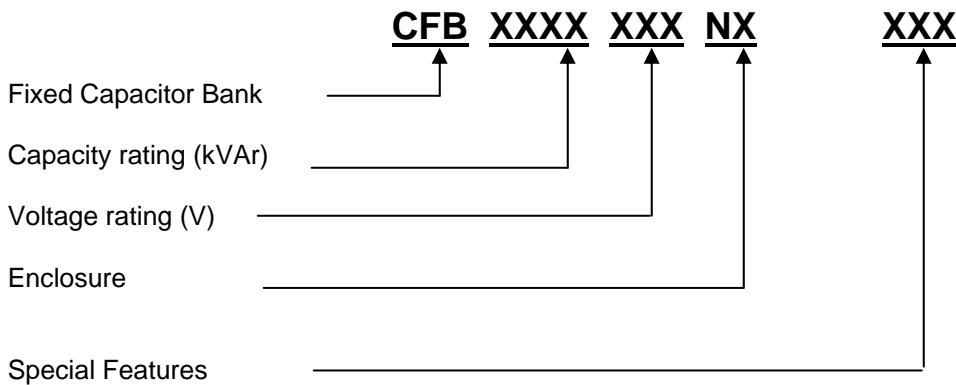 CFB XXXX XXX NX XXX
Fixed Capacitor Bank
Capacity rating (kVAr)
Voltage rating (V)
Enclosure
Special Features